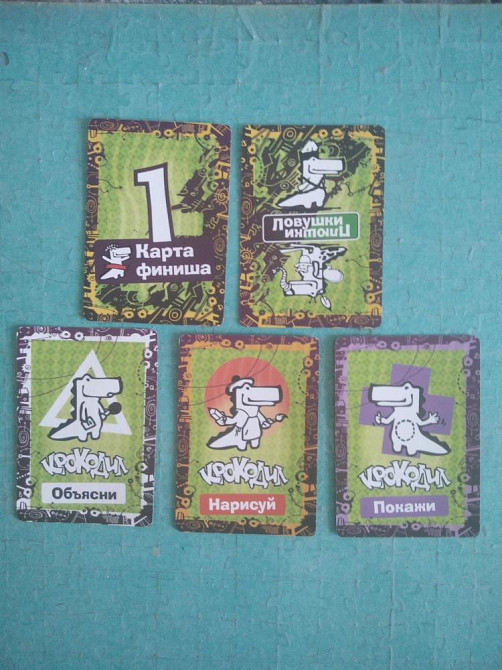 1
Карта
финиша
Ловушки
Ловушки
Крокодил
Объясни
Крокодил
Нарисуй
Крокодил
Покажи